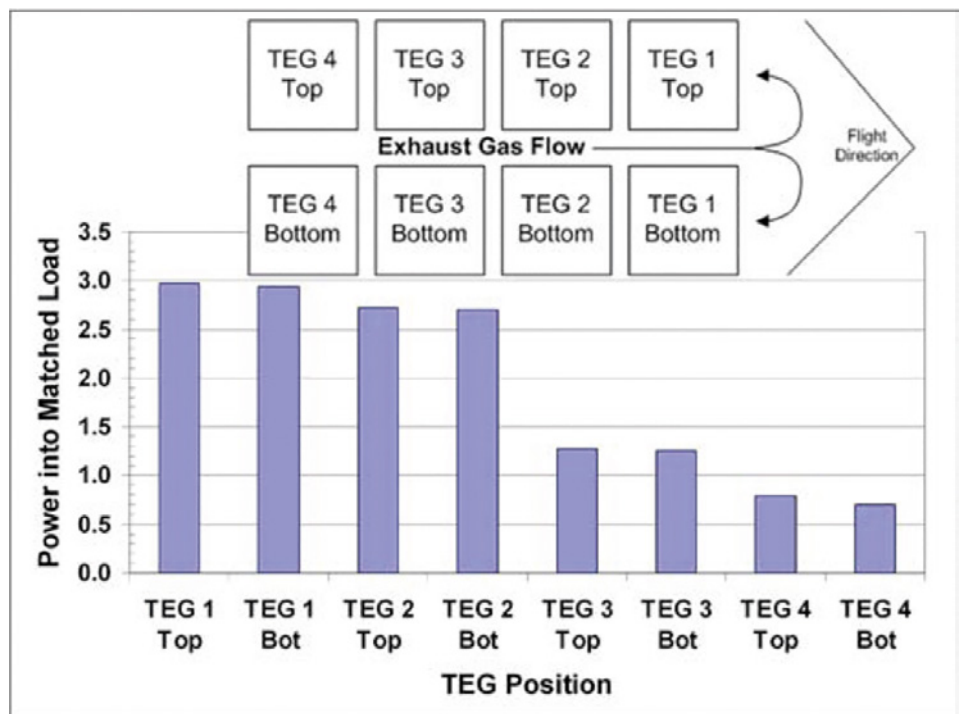 TEG 4
Top
TEG 3
Top
TEG 2
Top
TEG 1
Top
Exhaust Gas Flow
Flight
Direction
TEG 4
Bottom
TEG 3
Bottom
TEG 2
Bottom
TEG 1
Bottom
Power into Matched Load
3.5
3.0
2.5
2.0
1.5
1.0
0.5
0.0
TEG 1
Top
TEG 1
Bot
TEG 2
Top
TEG 2
Bot
TEG 3
Top
TEG 3
Bot
TEG 4
Top
TEG 4
Bot
TEG Position